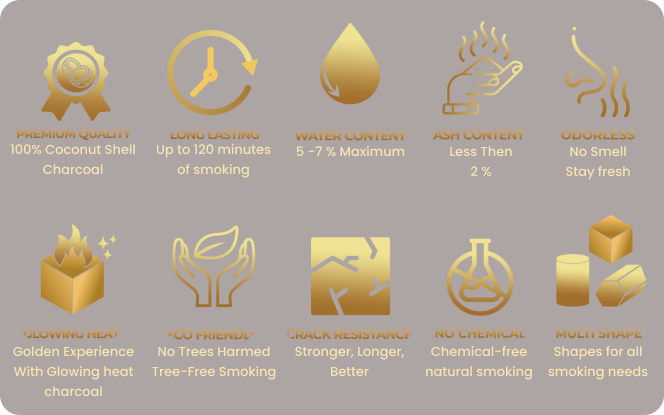 PREMIUM QUALITY
100% Coconut Shell
Charcoal
LONG LASTING
Up to 120 minutes
of smoking
WATER CONTENT
5 -7 % Maximum
ASH CONTENT
Less Then
2 %
ODORLESS
No Smell
Stay fresh
GLOWING HEAT
Golden Experience
With Glowing heat
charcoal
ECO FRIENDLY
No Trees Harmed
Tree-Free Smoking
CRACK RESISTANCE
Stronger, Longer,
Better
NO CHEMICAL
Chemical-free
natural smoking
MULTI SHAPE
Shapes for all
smoking needs